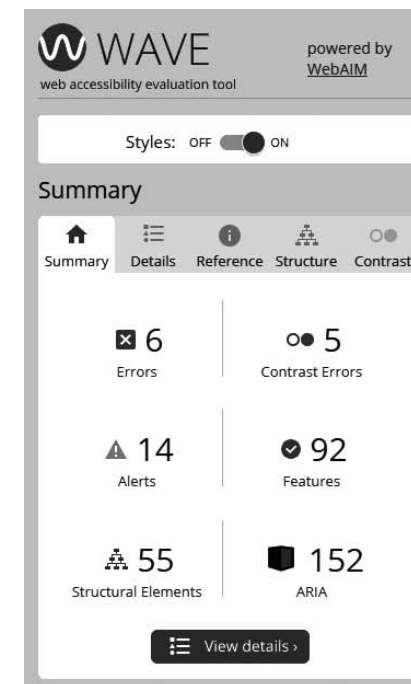 WAVE
web accessibility evaluation tool
powered by
WebAIM
Styles: OFF ON
Summary
Summary Details Reference Structure Contrast
6 5
Errors Contrast Errors
14 92
Alerts Features
55 152
Structural Elements ARIA
View details ›